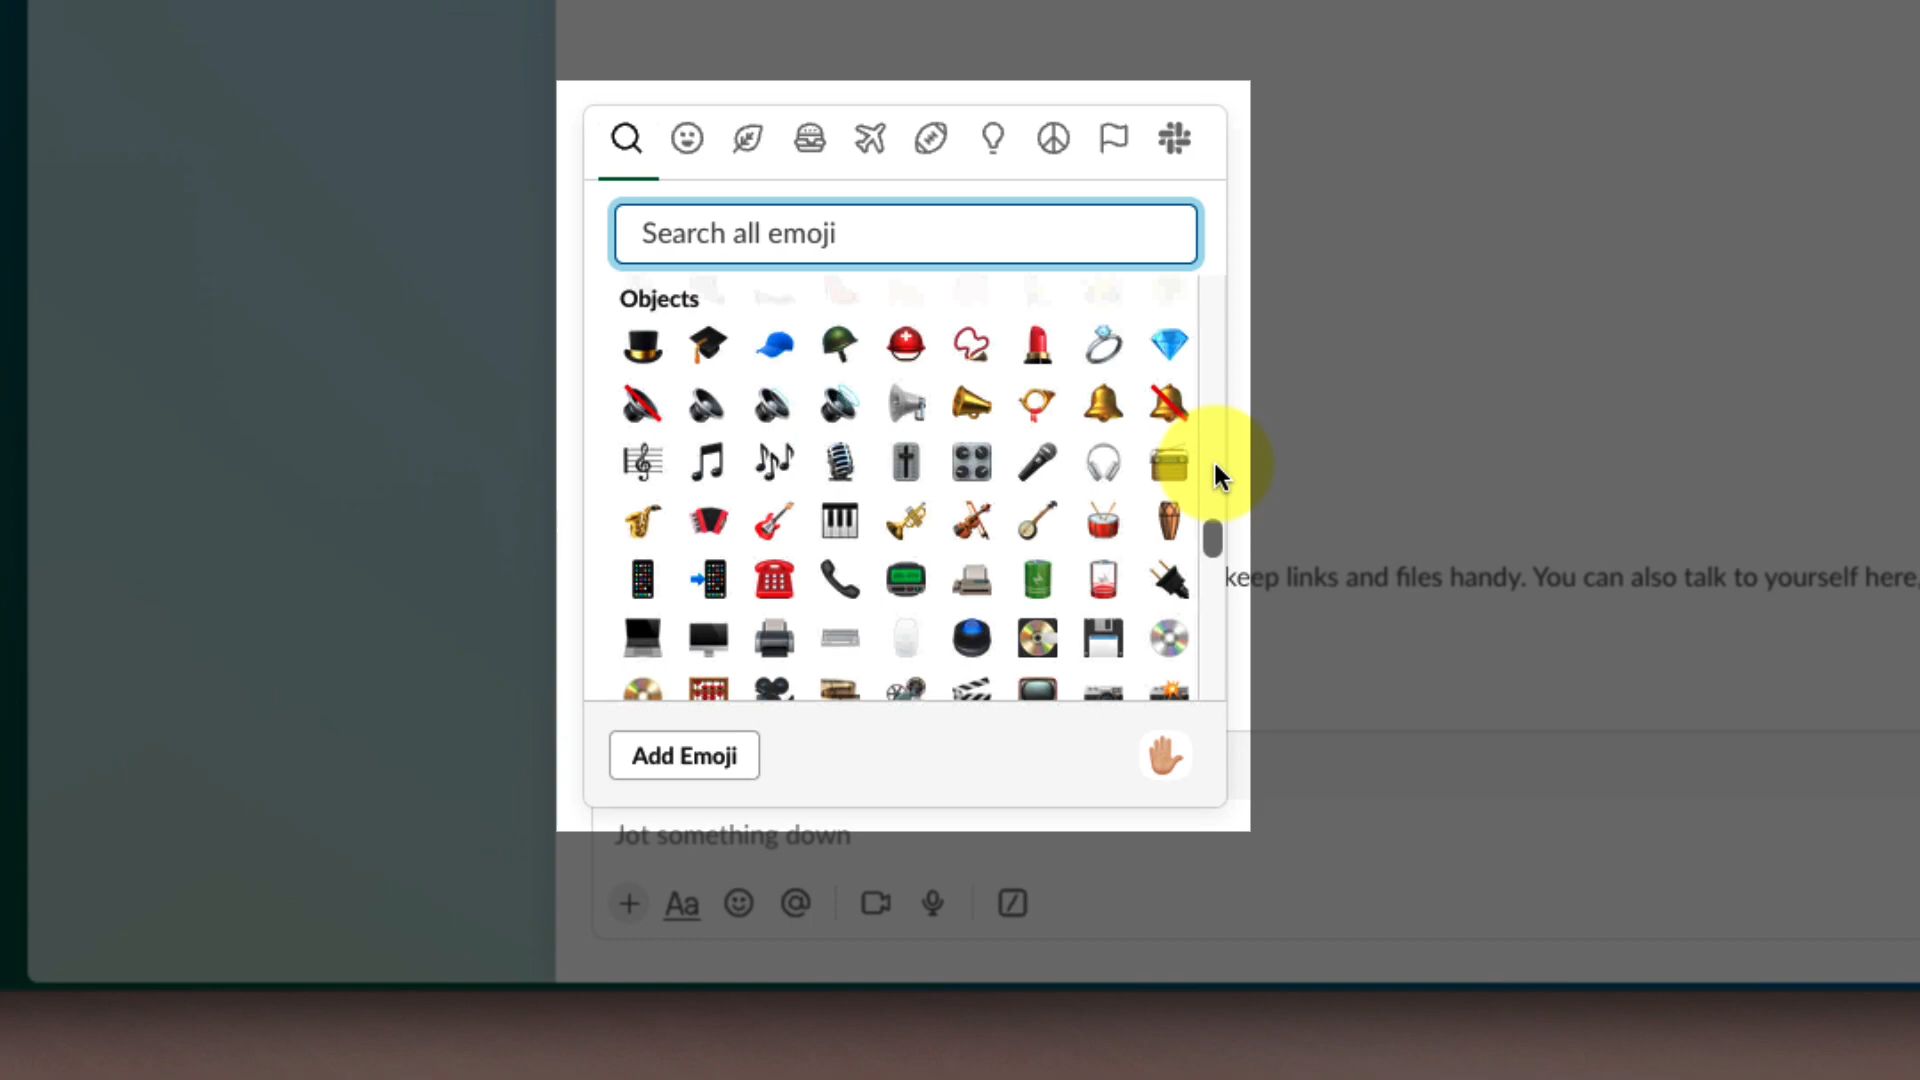 Search all emoji
Objects
keep links and files handy. You can also talk to yourself here,
Add Emoji
Jot something down
Aa